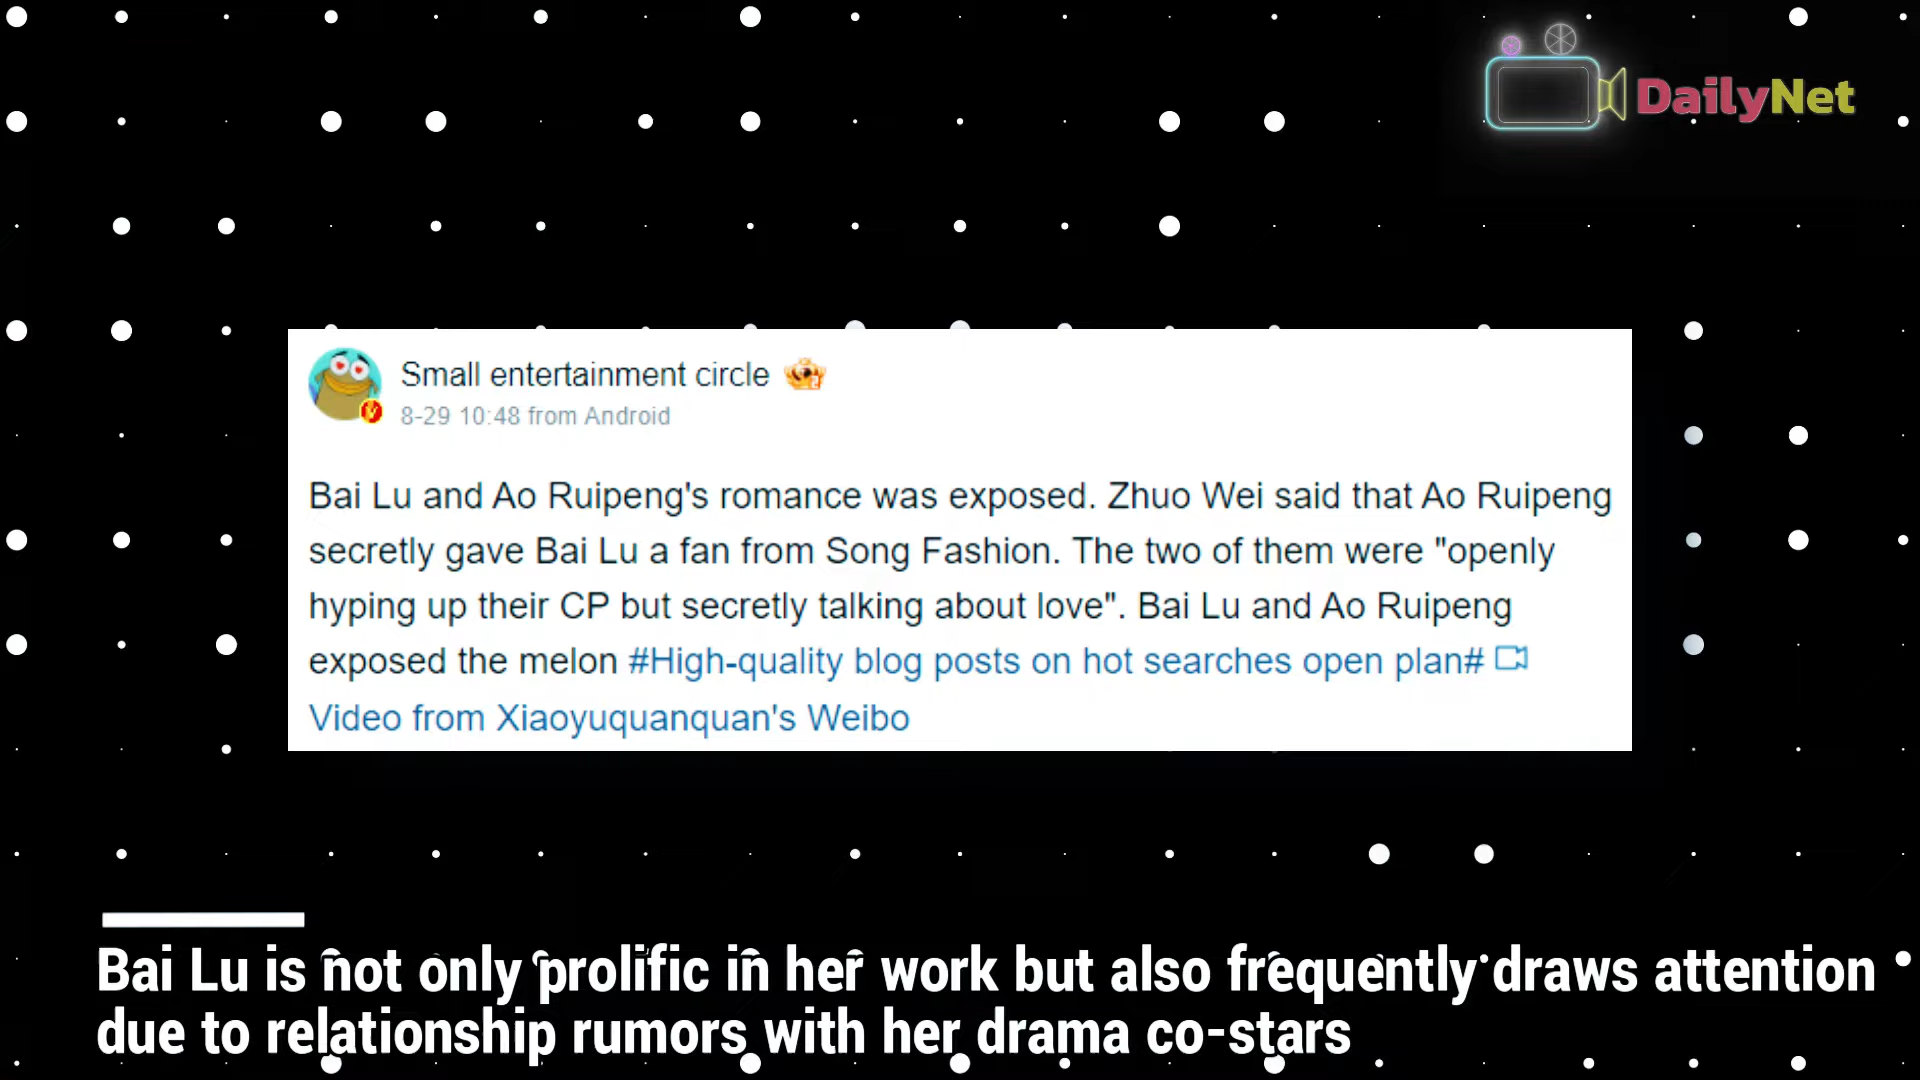 DailyNet
Small entertainment circle
8-29 10:48 from Android
Bai Lu and Ao Ruipeng's romance was exposed. Zhuo Wei said that Ao Ruipeng
secretly gave Bai Lu a fan from Song Fashion. The two of them were "openly
hyping up their CP but secretly talking about love". Bai Lu and Ao Ruipeng
exposed the melon #High-quality blog posts on hot searches open plan#
Video from Xiaoyuquanquan's Weibo
Bai Lu is not only prolific in her work but also frequently draws attention
due to relationship rumors with her drama co-stars